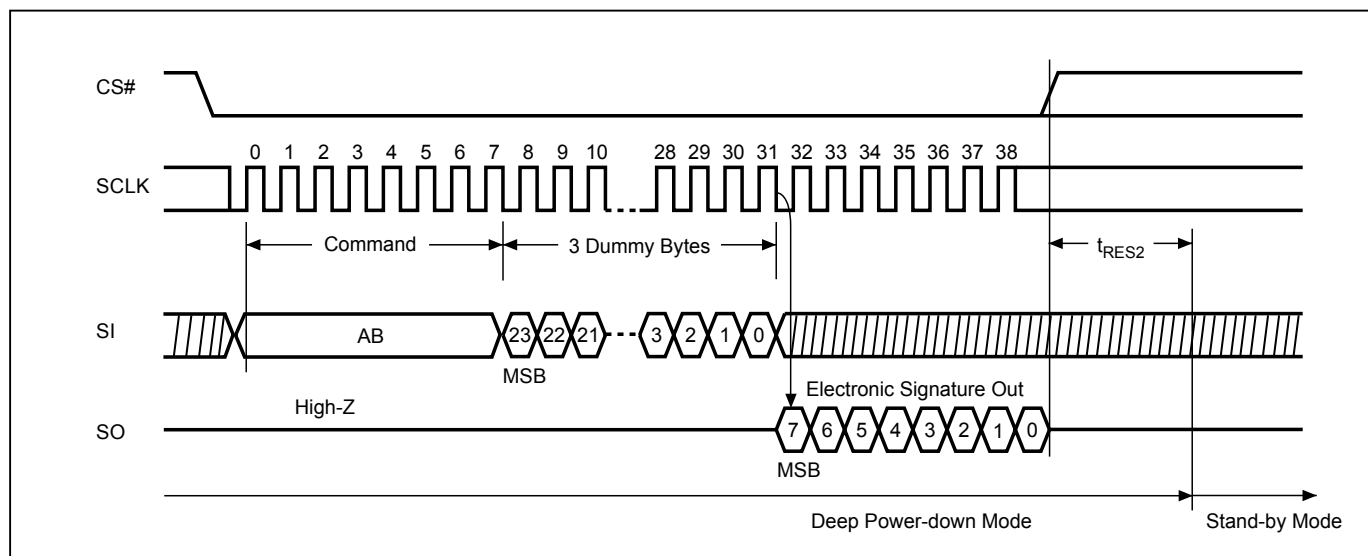 CS#
0 1 2 3 4 5 6 7 8 9 10 28 29 30 31 32 33 34 35 36 37 38
SCLK
Command 3 Dummy Bytes tRES2
SI AB 23 22 21 3 2 1 0
MSB
Electronic Signature Out
High-Z
SO 7 6 5 4 3 2 1 0
MSB
Deep Power-down Mode Stand-by Mode